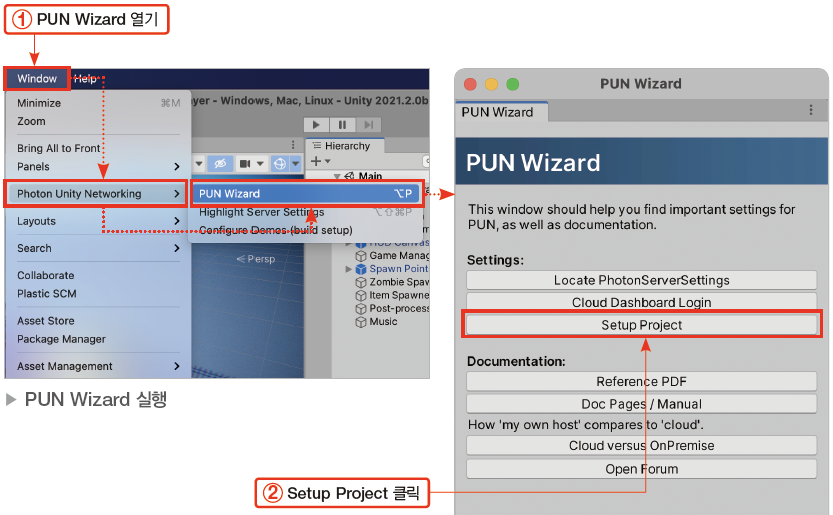 ① PUN Wizard 열기
Window Help
Minimize ⌘M
Zoom
Bring All to Front
Panels
Photon Unity Networking
Layouts
Search
Collaborate
Plastic SCM
Asset Store
Package Manager
Asset Management
yer - Windows, Mac, Linux - Unity 2021.2.0b
Hierarchy
Main
PUN Wizard ⌥P
Highlight Server Settings ⌥⇧⌘P
Configure Demos (build setup)
Persp
HUD Canvas
Game Manag
Spawn Point
Zombie Spaw
Item Spawne
Post-process
Music
▶ PUN Wizard 실행
PUN Wizard
PUN Wizard
PUN Wizard
This window should help you find important settings for
PUN, as well as documentation.
Settings:
Locate PhotonServerSettings
Cloud Dashboard Login
Setup Project
Documentation:
Reference PDF
Doc Pages / Manual
How 'my own host' compares to 'cloud'.
Cloud versus OnPremise
Open Forum
② Setup Project 클릭